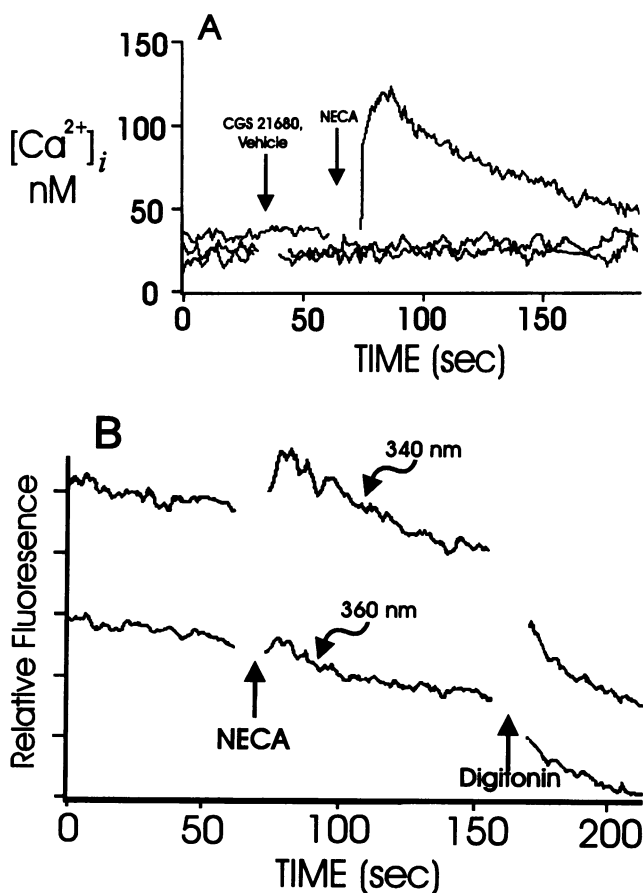 A
150
100
50
0
[Ca2+]i
nM
CGS 21680,
Vehicle
NECA
0 50 100 150
TIME (sec)
B
Relative Fluoresence
340 nm
360 nm
NECA
Digitonin
0 50 100 150 200
TIME (sec)